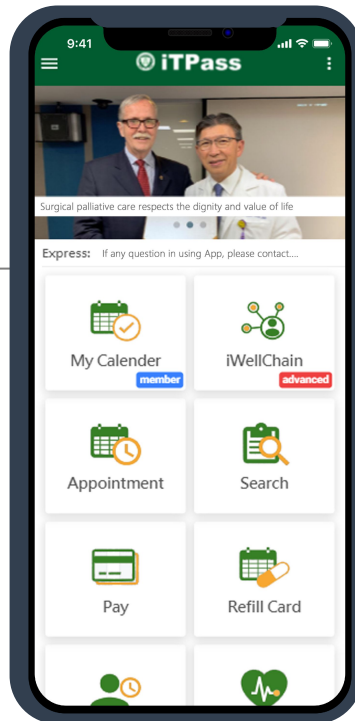 9:41
iTPass
Surgical palliative care respects the dignity and value of life
Express: If any question in using App, please contact....
My Calender
member
iWellChain
advanced
Appointment
Search
Pay
Refill Card